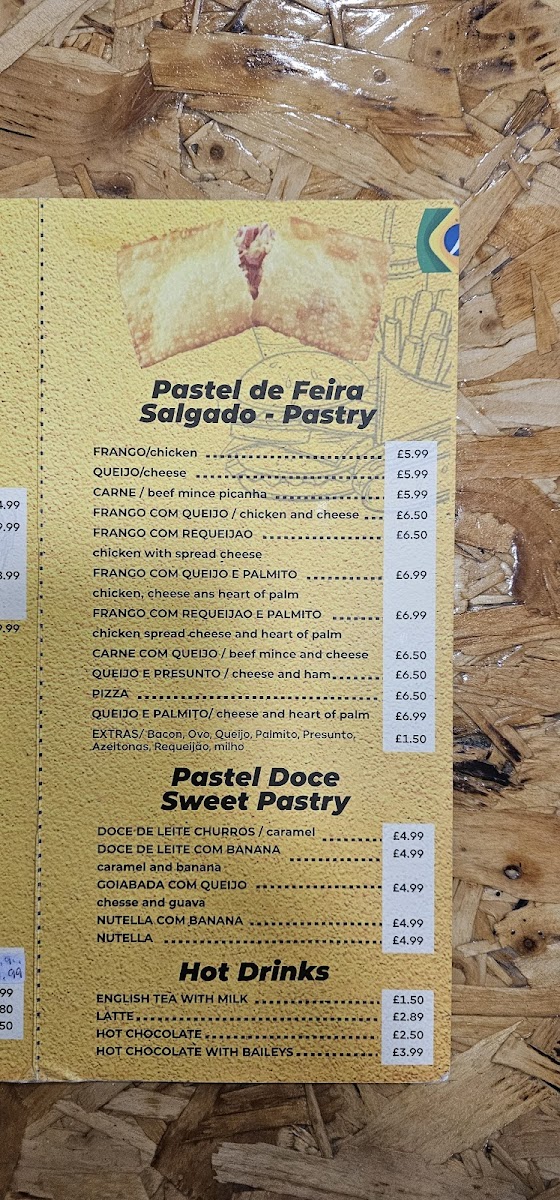 Pastel de Feira
Salgado - Pastry
FRANGO/chicken £5.99
QUEIJO/cheese £5.99
CARNE / beef mince picanha £5.99
FRANGO COM QUEIJO / chicken and cheese £6.50
FRANGO COM REQUEIJAO £6.50
chicken with spread cheese
FRANGO COM QUEIJO E PALMITO £6.99
chicken, cheese ans heart of palm
FRANGO COM REQUEIJAO E PALMITO £6.99
chicken spread cheese and heart of palm
CARNE COM QUEIJO / beef mince and cheese £6.50
QUEIJO E PRESUNTO / cheese and ham £6.50
PIZZA £6.50
QUEIJO E PALMITO/ cheese and heart of palm £6.99
EXTRAS/ Bacon, Ovo, Queijo, Palmito, Presunto, £1.50
Azeitonas, Requeijão, milho
Pastel Doce
Sweet Pastry
DOCE DE LEITE CHURROS / caramel £4.99
DOCE DE LEITE COM BANANA £4.99
caramel and banana
GOIABADA COM QUEIJO £4.99
chesse and guava
NUTELLA COM BANANA £4.99
NUTELLA £4.99
Hot Drinks
ENGLISH TEA WITH MILK £1.50
LATTE £2.89
HOT CHOCOLATE £2.50
HOT CHOCOLATE WITH BAILEYS £3.99